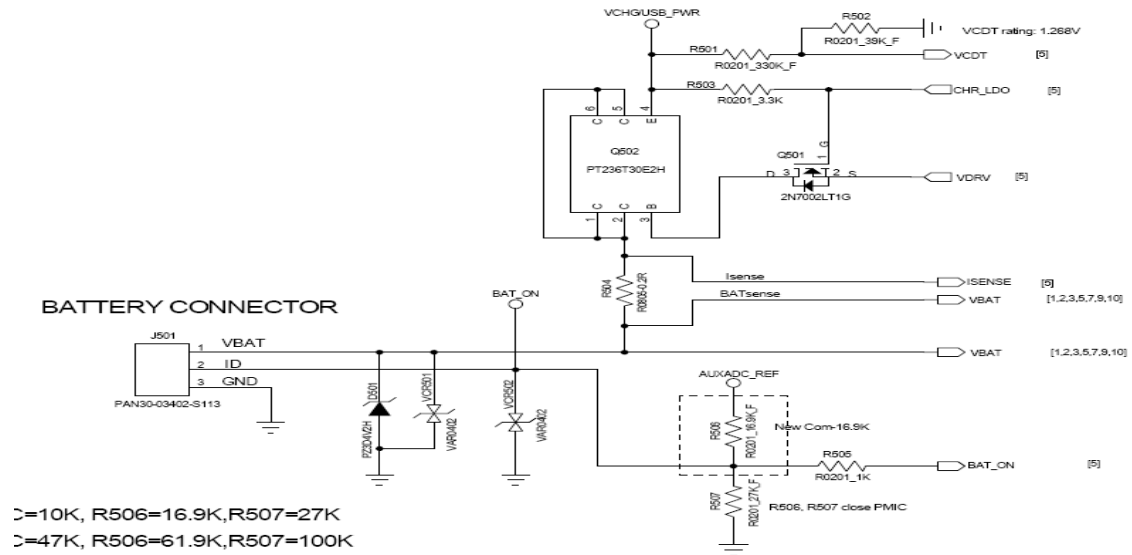 VCHG/USB_PWR
R502
R0201_39K_F
VCDT rating: 1.268V
R501
R0201_330K_F
VCDT [5]
R503
R0201_3.3K
CHR_LDO [5]
6 5 4
C C E
Q502
PT236T30E2H
C C B
1 2 3
Q501
G
1
D 3 2 S
2N7002LT1G
VDRV [5]
Isense
ISENSE [5]
R504
R0805-0.2R
BATsense
VBAT [1,2,3,5,7,9,10]
BATTERY CONNECTOR
BAT_ON
J501
1 VBAT
2 ID
3 GND
PAN30-03402-S113
VBAT [1,2,3,5,7,9,10]
D501
PZ3D4V2H
VCR501
VAR0402
VCR502
VAR0402
AUXADC_REF
R506
R0201_16.9K_F
New Com-16.9K
R505
R0201_1K
BAT_ON [5]
R507
R0201_27K_F
R506, R507 close PMIC
C=10K, R506=16.9K,R507=27K
C=47K, R506=61.9K,R507=100K